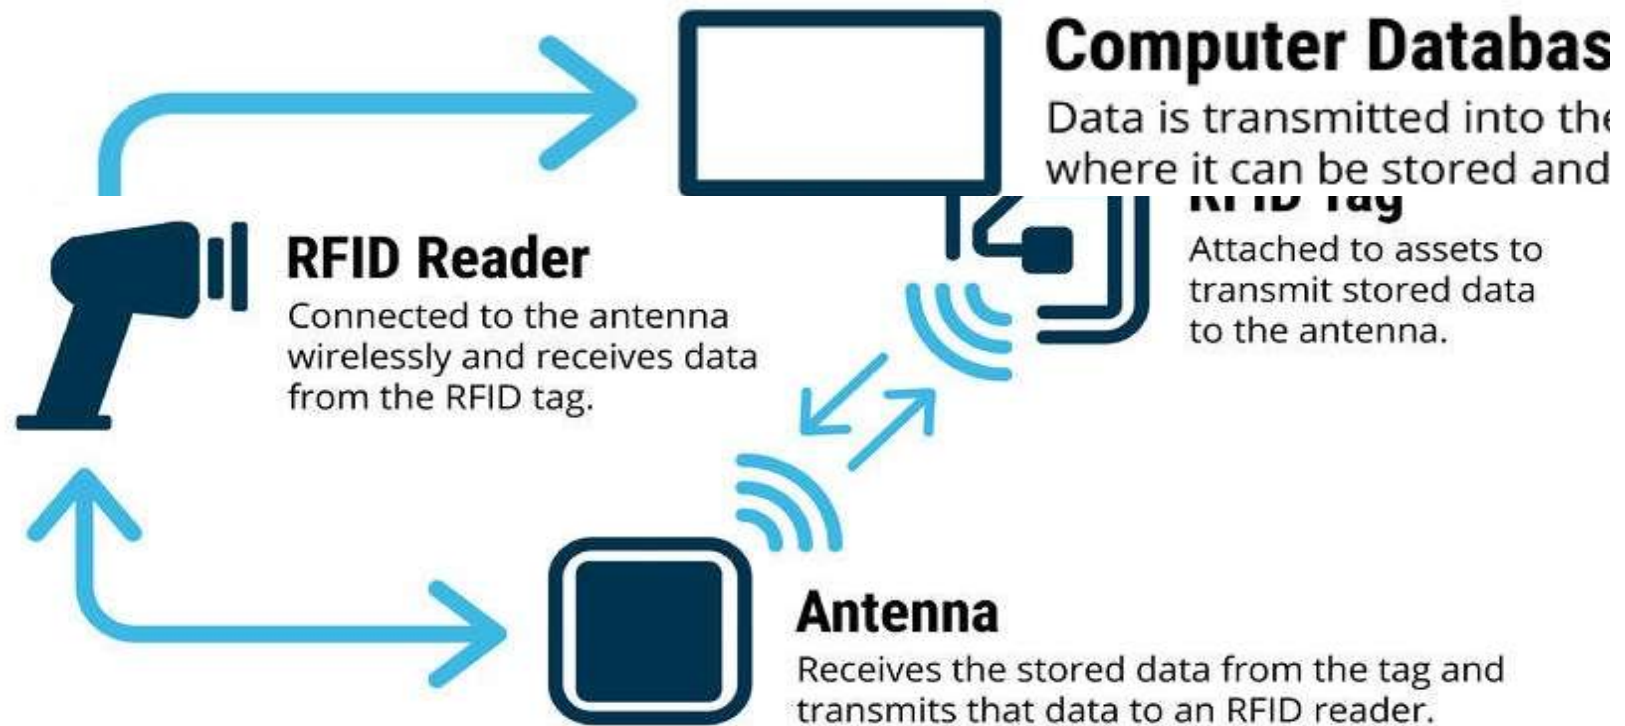 Computer Databas
Data is transmitted into the
where it can be stored and
RFID Tag
Attached to assets to
transmit stored data
to the antenna.
RFID Reader
Connected to the antenna
wirelessly and receives data
from the RFID tag.
Antenna
Receives the stored data from the tag and
transmits that data to an RFID reader.